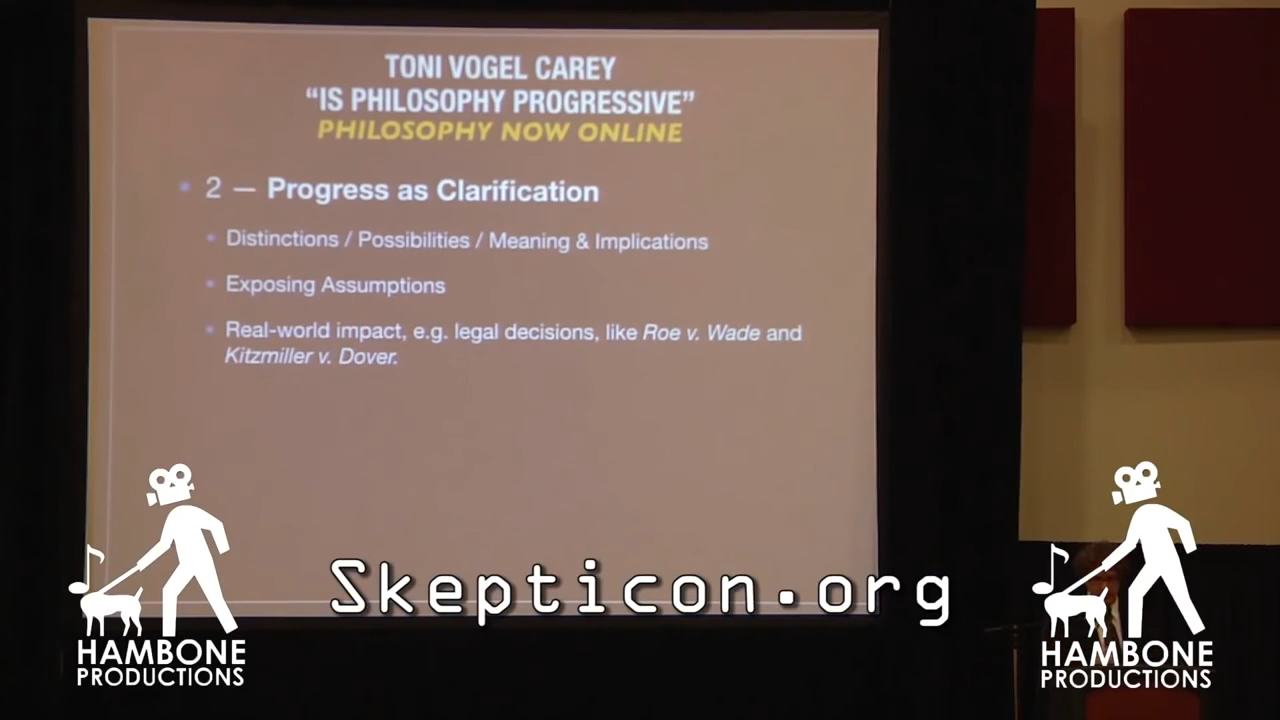 TONI VOGEL CAREY
“IS PHILOSOPHY PROGRESSIVE”
PHILOSOPHY NOW ONLINE
2 — Progress as Clarification
Distinctions / Possibilities / Meaning & Implications
Exposing Assumptions
Real-world impact, e.g. legal decisions, like Roe v. Wade and
Kitzmiller v. Dover.
Skepticon.org
HAMBONE
PRODUCTIONS
HAMBONE
PRODUCTIONS